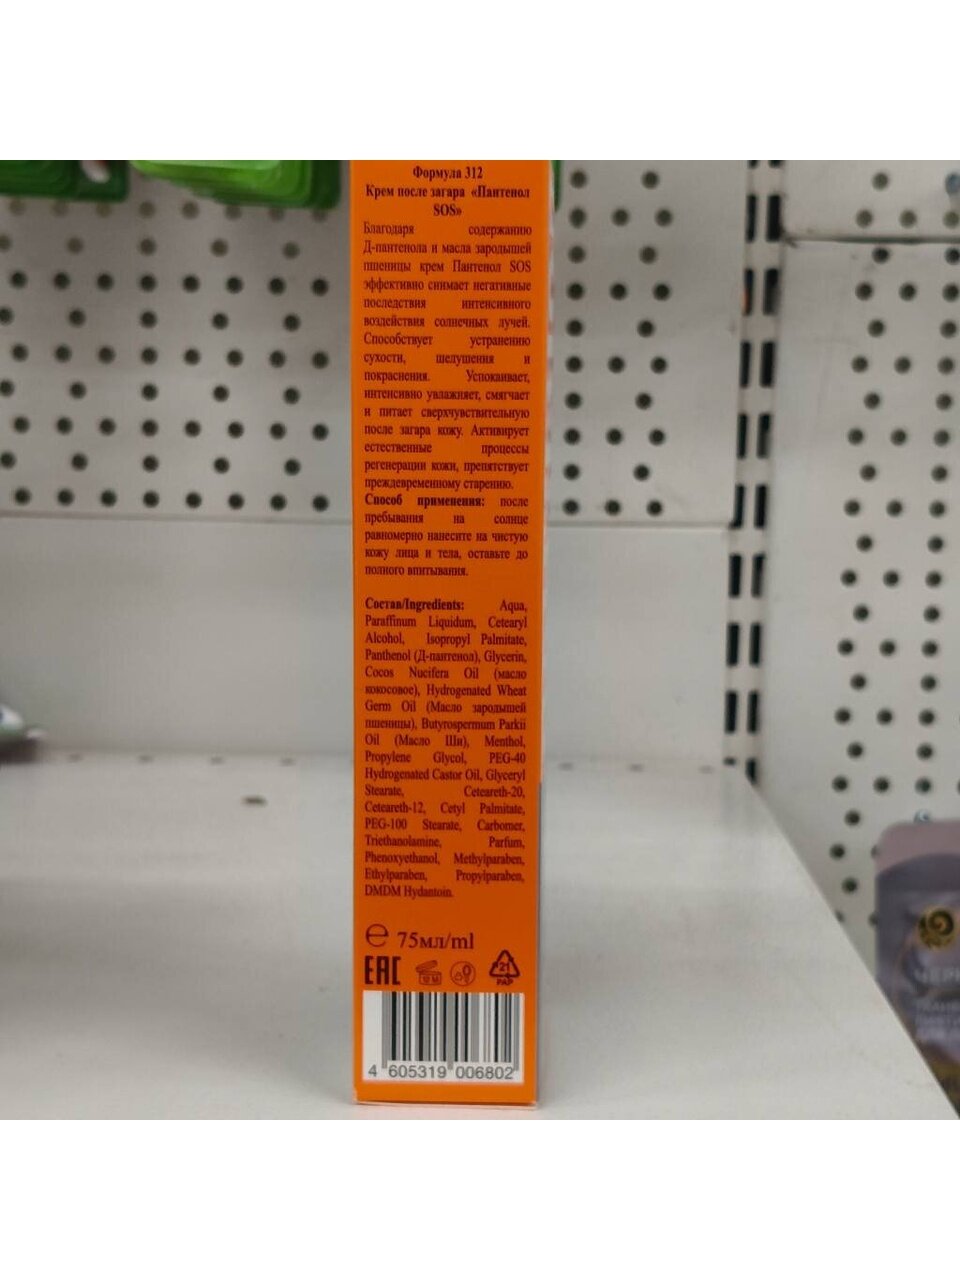 Формула 312
Крем после загара «Пантенол
SOS»
Благодаря содержанию
Д-пантенола и масла зародышей
пшеницы крем Пантенол SOS
эффективно снимает негативные
последствия интенсивного
воздействия солнечных лучей.
Способствует устранению
сухости, шелушения и
покраснения. Успокаивает,
интенсивно увлажняет, смягчает
и питает сверхчувствительную
после загара кожу. Активирует
естественные процессы
регенерации кожи, препятствует
преждевременному старению.
Способ применения: после
пребывания на солнце
равномерно нанесите на чистую
кожу лица и тела, оставьте до
полного впитывания.
Состав/Ingredients: Aqua,
Paraffinum Liquidum, Cetearyl
Alcohol, Isopropyl Palmitate,
Panthenol (Д-пантенол), Glycerin,
Cocos Nucifera Oil (масло
кокосовое), Hydrogenated Wheat
Germ Oil (Масло зародышей
пшеницы), Butyrospermum Parkii
Oil (Масло Ши), Menthol,
Propylene Glycol, PEG-40
Hydrogenated Castor Oil, Glyceryl
Stearate, Ceteareth-20,
Ceteareth-12, Cetyl Palmitate,
PEG-100 Stearate, Carbomer,
Triethanolamine, Parfum,
Phenoxyethanol, Methylparaben,
Ethylparaben, Propylparaben,
DMDM Hydantoin.
℮ 75мл/ml
EAC
21
PAP
4 605319 006802